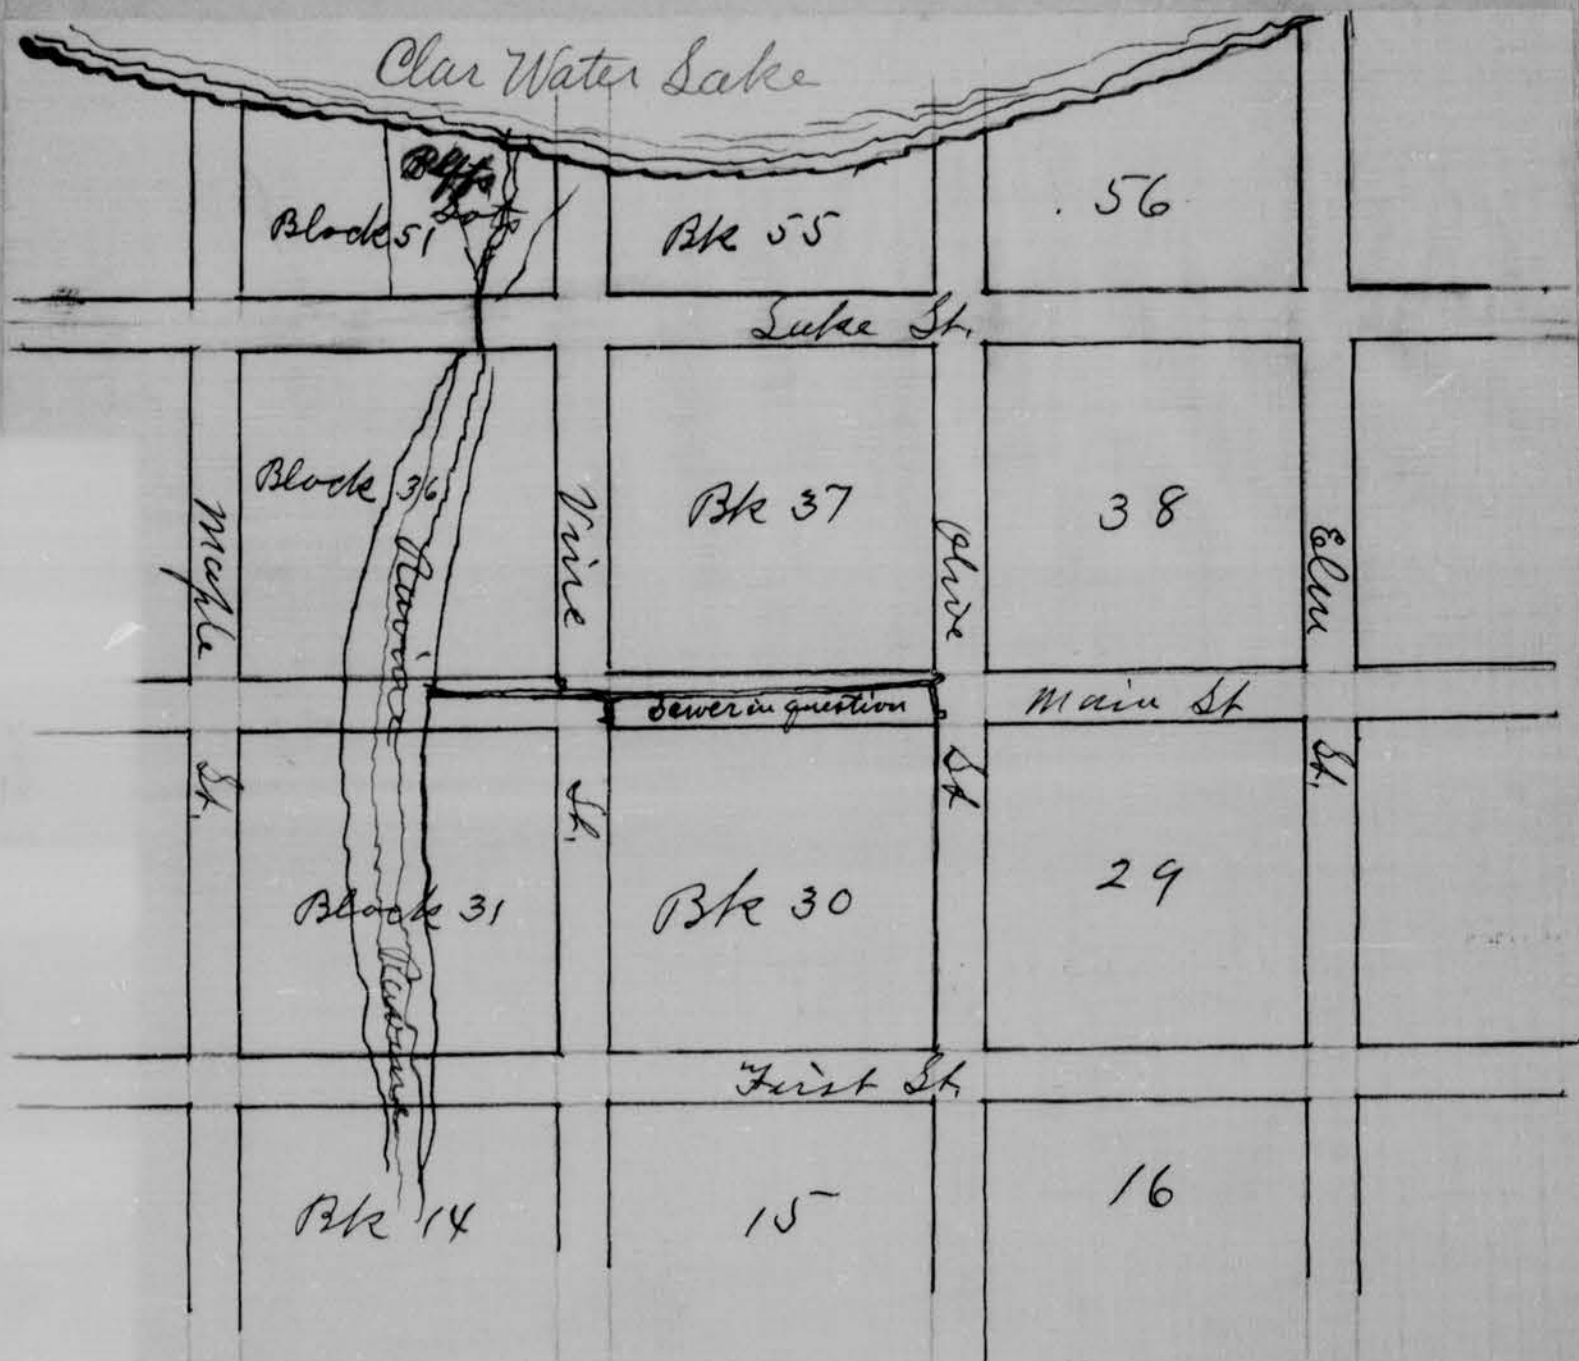 Clar Water Lake
Block 51
Lots
Bk 55
56
Lake St.
Block 36
Bk 37
38
Maple
St.
Vine
St.
Olive
St
Elm
St.
Ravine
Sewer in question
Main St
Block 31
Bk 30
29
Ravine
First St.
Bk 14
15
16